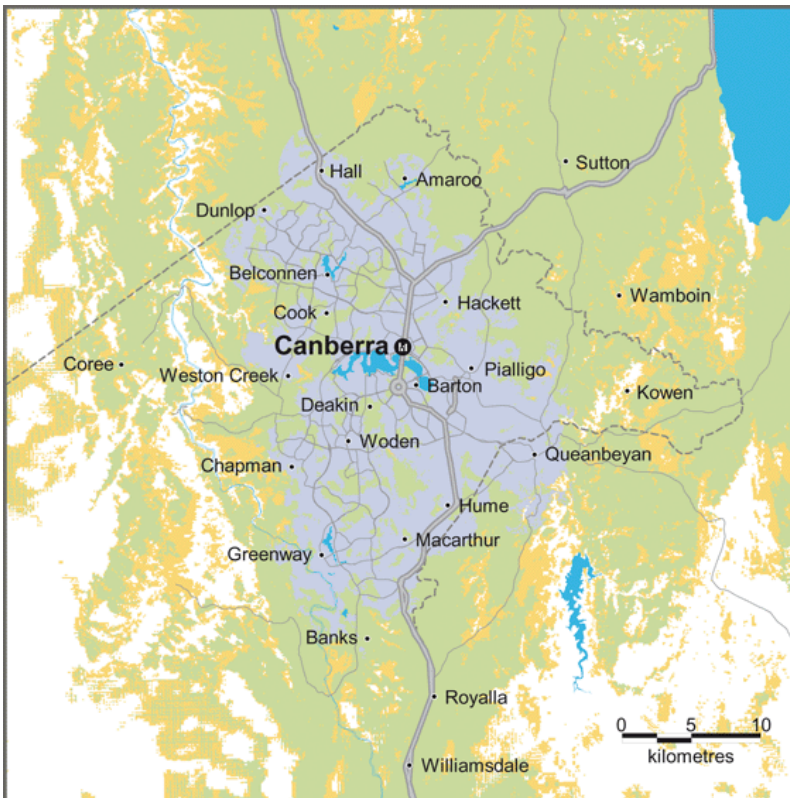 Hall
Amaroo
Sutton
Dunlop
Belconnen
Wamboin
Hackett
Cook
Canberra
Coree
Weston Creek
Pialligo
Barton
Kowen
Deakin
Woden
Queanbeyan
Chapman
Hume
Macarthur
Greenway
Banks
Royalla
0 5 10
kilometres
Williamsdale